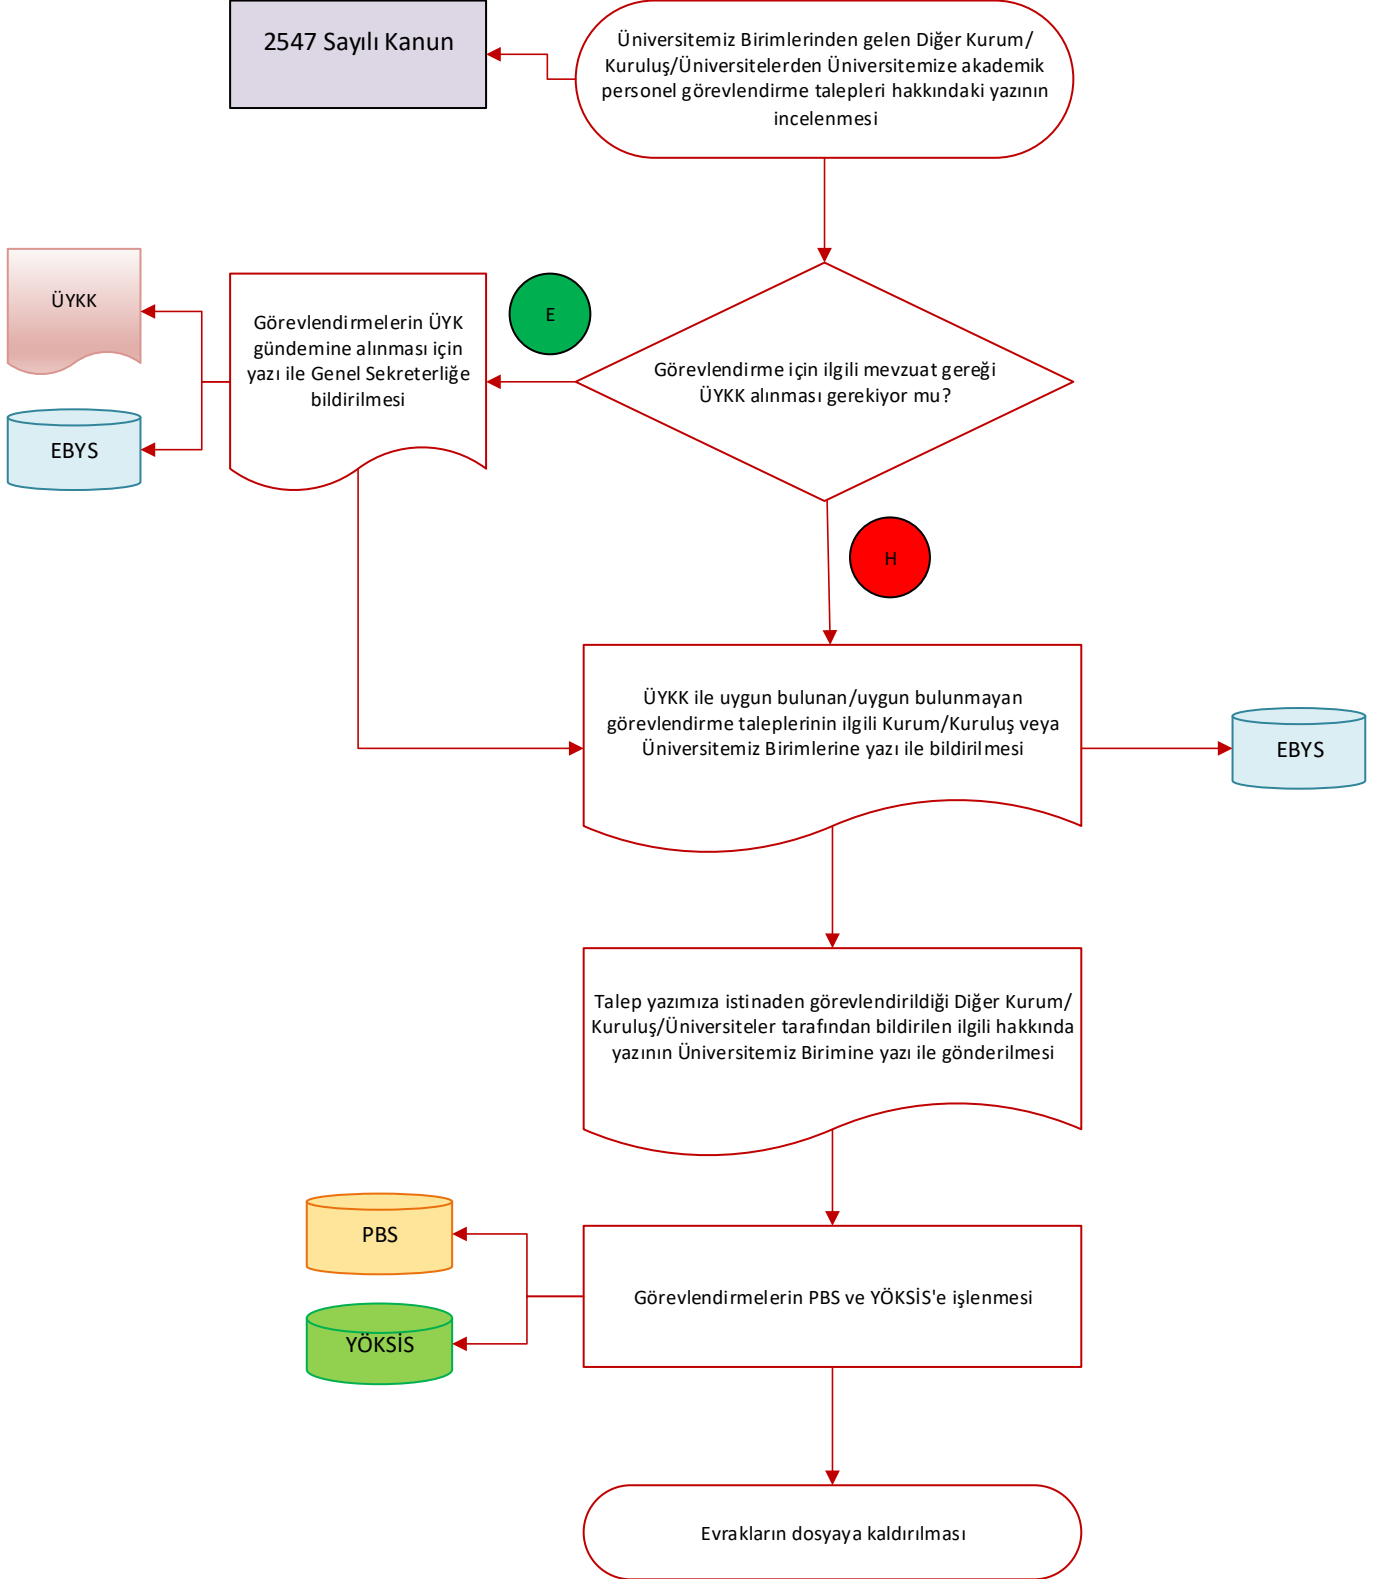 2547 Sayılı Kanun
Üniversitemiz Birimlerinden gelen Diğer Kurum/
Kuruluş/Üniversitelerden Üniversitemize akademik
personel görevlendirme talepleri hakkındaki yazının
incelenmesi
ÜYKK
EBYS
Görevlendirmelerin ÜYK
gündemine alınması için
yazı ile Genel Sekreterliğe
bildirilmesi
E
Görevlendirme için ilgili mevzuat gereği
ÜYKK alınması gerekiyor mu?
H
ÜYKK ile uygun bulunan/uygun bulunmayan
görevlendirme taleplerinin ilgili Kurum/Kuruluş veya
Üniversitemiz Birimlerine yazı ile bildirilmesi
EBYS
Talep yazımıza istinaden görevlendirildiği Diğer Kurum/
Kuruluş/Üniversiteler tarafından bildirilen ilgili hakkında
yazının Üniversitemiz Birimine yazı ile gönderilmesi
PBS
YÖKSİS
Görevlendirmelerin PBS ve YÖKSİS'e işlenmesi
Evrakların dosyaya kaldırılması